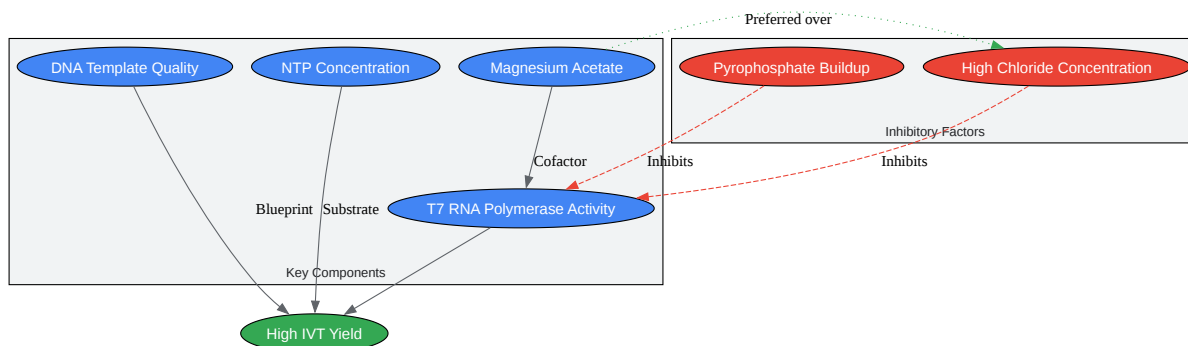 Preferred over
DNA Template Quality
NTP Concentration
Magnesium Acetate
Pyrophosphate Buildup
High Chloride Concentration
Inhibitory Factors
Cofactor
Inhibits
Inhibits
Blueprint
Substrate
T7 RNA Polymerase Activity
Key Components
High IVT Yield